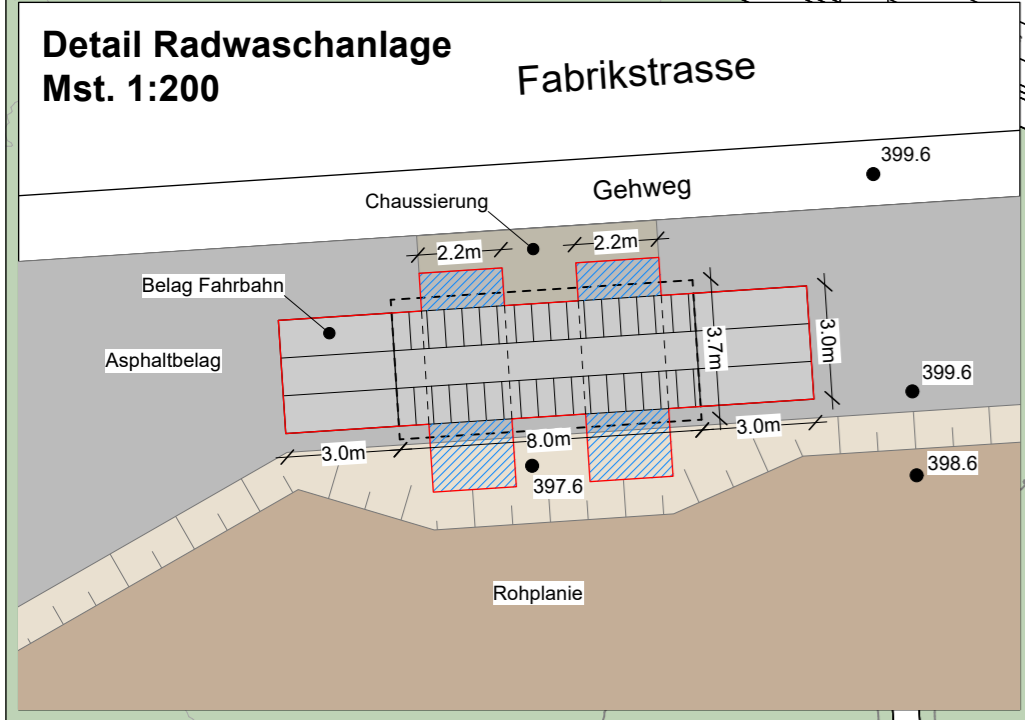 Detail Radwaschanlage
Mst. 1:200
Fabrikstrasse
399.6
Gehweg
Chaussierung
2.2m
2.2m
Belag Fahrbahn
3.7m
3.0m
Asphaltbelag
399.6
3.0m
8.0m
3.0m
397.6
398.6
Rohplanie